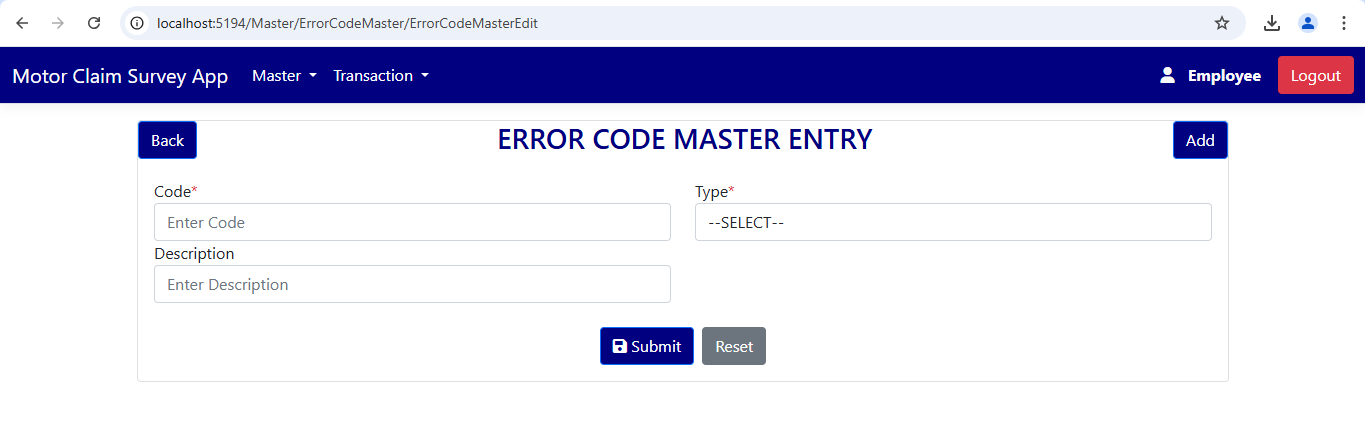 localhost:5194/Master/ErrorCodeMaster/ErrorCodeMasterEdit
Motor Claim Survey App Master Transaction Employee Logout
Back ERROR CODE MASTER ENTRY Add
Code* Type*
Enter Code --SELECT--
Description
Enter Description
Submit Reset